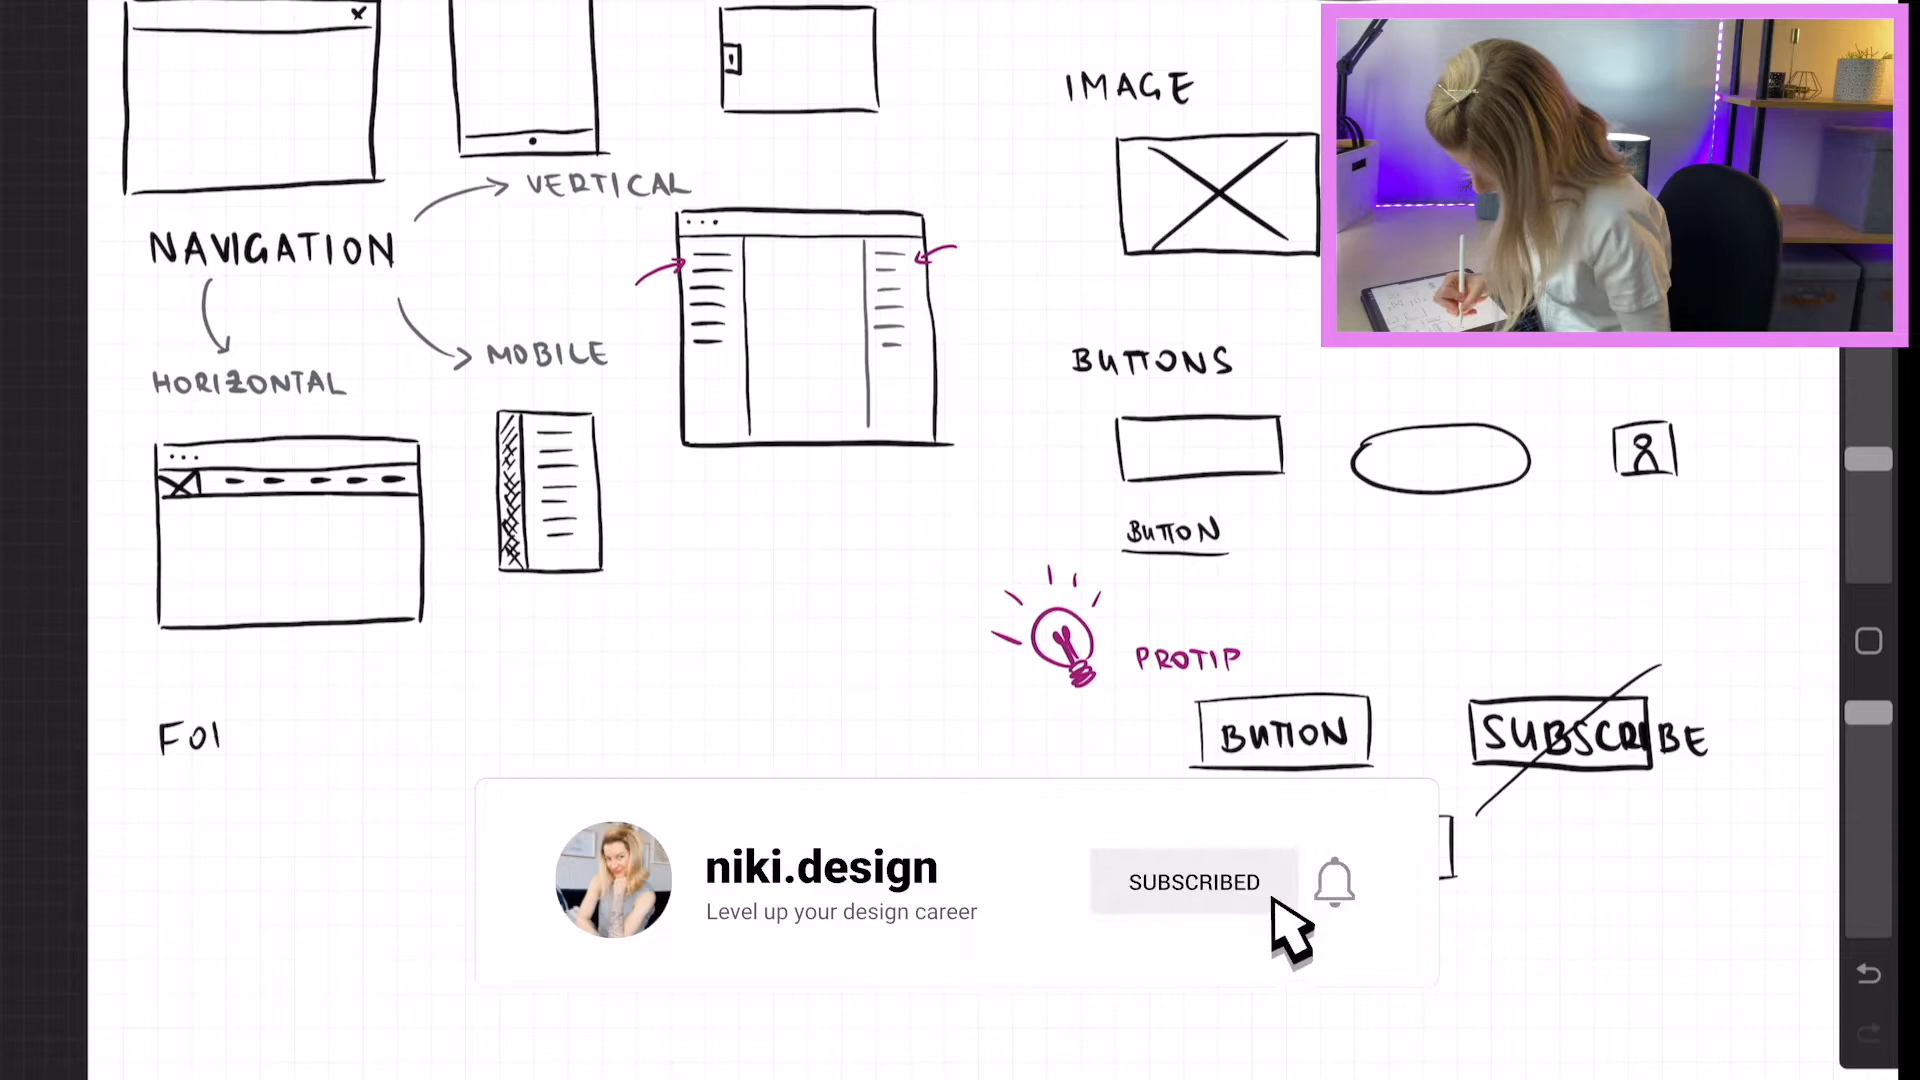 IMAGE
VERTICAL
NAVIGATION
MOBILE
HORIZONTAL
BUTTONS
BUTTON
PROTIP
BUTTON
SUBSCRIBE
FOI
niki.design
SUBSCRIBED
Level up your design career